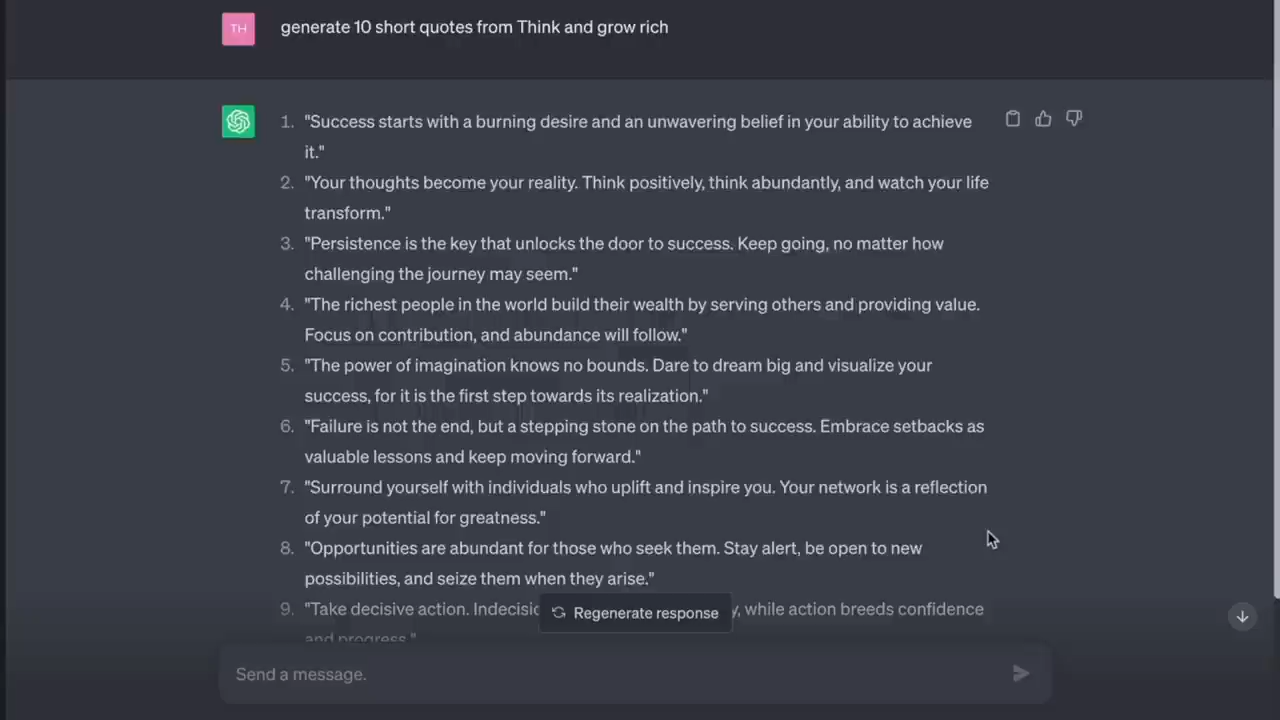 TH
generate 10 short quotes from Think and grow rich
1. "Success starts with a burning desire and an unwavering belief in your ability to achieve
it."
2. "Your thoughts become your reality. Think positively, think abundantly, and watch your life
transform."
3. "Persistence is the key that unlocks the door to success. Keep going, no matter how
challenging the journey may seem."
4. "The richest people in the world build their wealth by serving others and providing value.
Focus on contribution, and abundance will follow."
5. "The power of imagination knows no bounds. Dare to dream big and visualize your
success, for it is the first step towards its realization."
6. "Failure is not the end, but a stepping stone on the path to success. Embrace setbacks as
valuable lessons and keep moving forward."
7. "Surround yourself with individuals who uplift and inspire you. Your network is a reflection
of your potential for greatness."
8. "Opportunities are abundant for those who seek them. Stay alert, be open to new
possibilities, and seize them when they arise."
9. "Take decisive action. while action breeds confidence
Regenerate response
and progress."
Send a message.